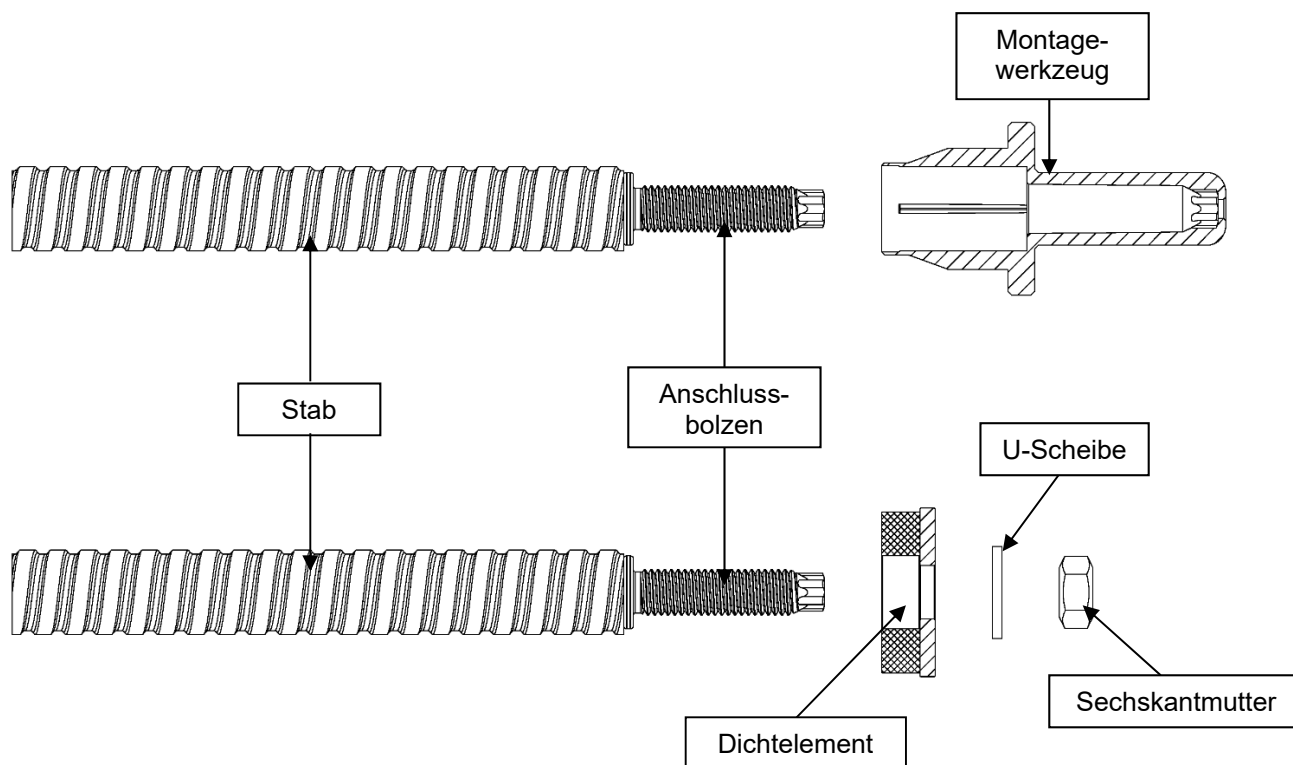 Montage-
werkzeug
Stab
Anschluss-
bolzen
U-Scheibe
Sechskantmutter
Dichtelement